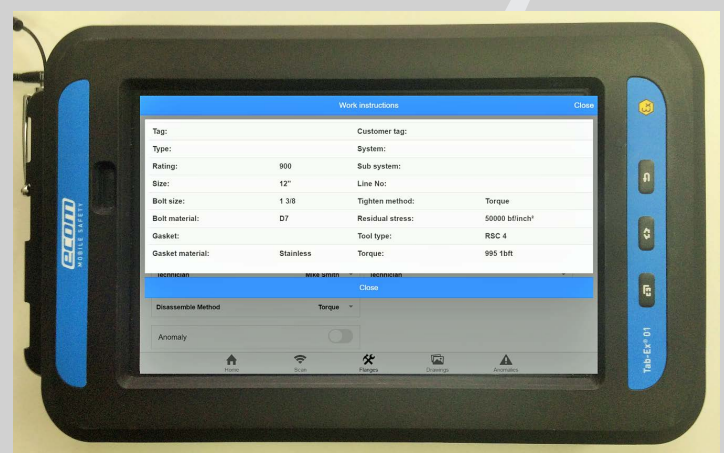 Work instructions Close
Tag: Customer tag:
Type: System:
Rating: 900 Sub system:
Size: 12" Line No:
Bolt size: 1 3/8 Tighten method: Torque
Bolt material: D7 Residual stress: 50000 bf/inch²
Gasket: Tool type: RSC 4
Gasket material: Stainless Torque: 995 1bft
Technician Mike Smith Technician
Close
Disassemble Method Torque
Anomaly
Home Scan Flanges Drawings Anomalies
ecom
MOBILE SAFETY
Tab-Ex® 01